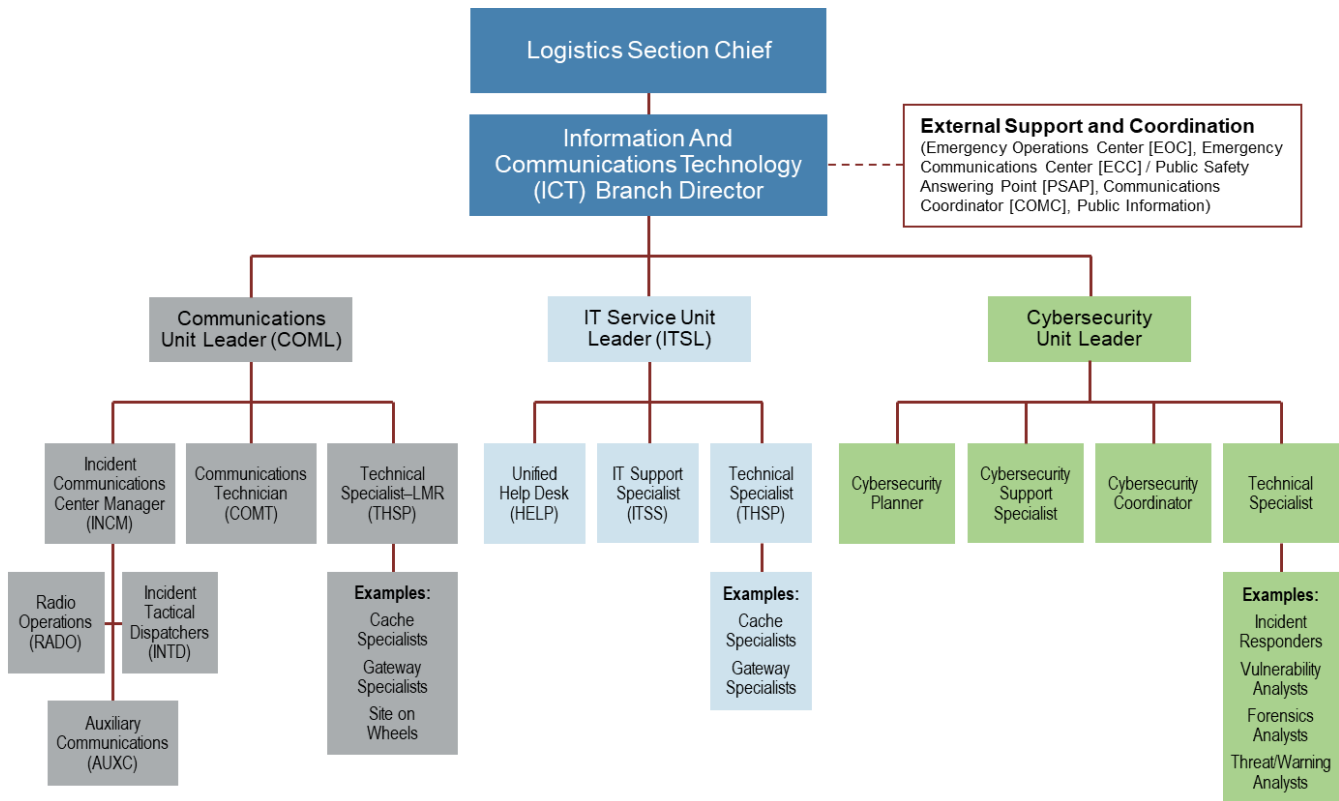 Logistics Section Chief
Information And
Communications Technology
(ICT) Branch Director
External Support and Coordination
(Emergency Operations Center [EOC], Emergency
Communications Center [ECC] / Public Safety
Answering Point [PSAP], Communications
Coordinator [COMC], Public Information)
Communications
Unit Leader (COML)
IT Service Unit
Leader (ITSL)
Cybersecurity
Unit Leader
Incident
Communications
Center Manager
(INCM)
Communications
Technician
(COMT)
Technical
Specialist–LMR
(THSP)
Unified
Help Desk
(HELP)
IT Support
Specialist
(ITSS)
Technical
Specialist
(THSP)
Cybersecurity
Planner
Cybersecurity
Support
Specialist
Cybersecurity
Coordinator
Technical
Specialist
Radio
Operations
(RADO)
Incident
Tactical
Dispatchers
(INTD)
Auxiliary
Communications
(AUXC)
Examples:
Cache
Specialists
Gateway
Specialists
Site on
Wheels
Examples:
Cache
Specialists
Gateway
Specialists
Examples:
Incident
Responders
Vulnerability
Analysts
Forensics
Analysts
Threat/Warning
Analysts